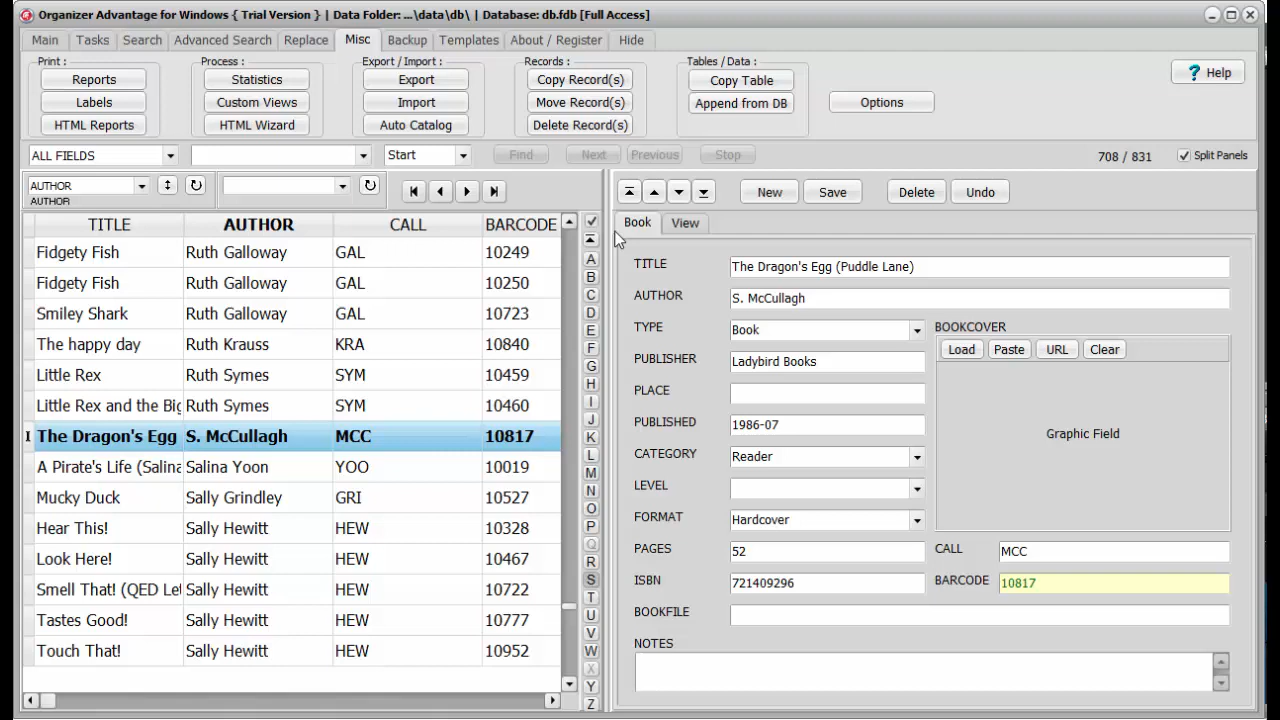 Organizer Advantage for Windows { Trial Version } | Data Folder: ...\data\db\ | Database: db.fdb [Full Access]
Main Tasks Search Advanced Search Replace Misc Backup Templates About / Register Hide
Print : Process : Export / Import : Records : Tables / Data :
Reports Statistics Export Copy Record(s) Copy Table ? Help
Labels Custom Views Import Move Record(s) Append from DB Options
HTML Reports HTML Wizard Auto Catalog Delete Record(s)
ALL FIELDS Start Find Next Previous Stop 708 / 831 Split Panels
AUTHOR
AUTHOR
New Save Delete Undo
Book View
TITLE AUTHOR CALL BARCODE
Fidgety Fish Ruth Galloway GAL 10249
Fidgety Fish Ruth Galloway GAL 10250
Smiley Shark Ruth Galloway GAL 10723
The happy day Ruth Krauss KRA 10840
Little Rex Ruth Symes SYM 10459
Little Rex and the Big Ruth Symes SYM 10460
I The Dragon's Egg S. McCullagh MCC 10817
A Pirate's Life (Salina Salina Yoon YOO 10019
Mucky Duck Sally Grindley GRI 10527
Hear This! Sally Hewitt HEW 10328
Look Here! Sally Hewitt HEW 10467
Smell That! (QED Le Sally Hewitt HEW 10722
Tastes Good! Sally Hewitt HEW 10777
Touch That! Sally Hewitt HEW 10952
A
B
C
D
E
F
G
H
I
J
K
L
M
N
O
P
Q
R
S
T
U
V
W
X
Y
Z
TITLE The Dragon's Egg (Puddle Lane)
AUTHOR S. McCullagh
TYPE Book
PUBLISHER Ladybird Books
PLACE
PUBLISHED 1986-07
CATEGORY Reader
LEVEL
FORMAT Hardcover
PAGES 52
ISBN 721409296
BOOKFILE
NOTES
BOOKCOVER
Load Paste URL Clear
Graphic Field
CALL MCC
BARCODE 10817